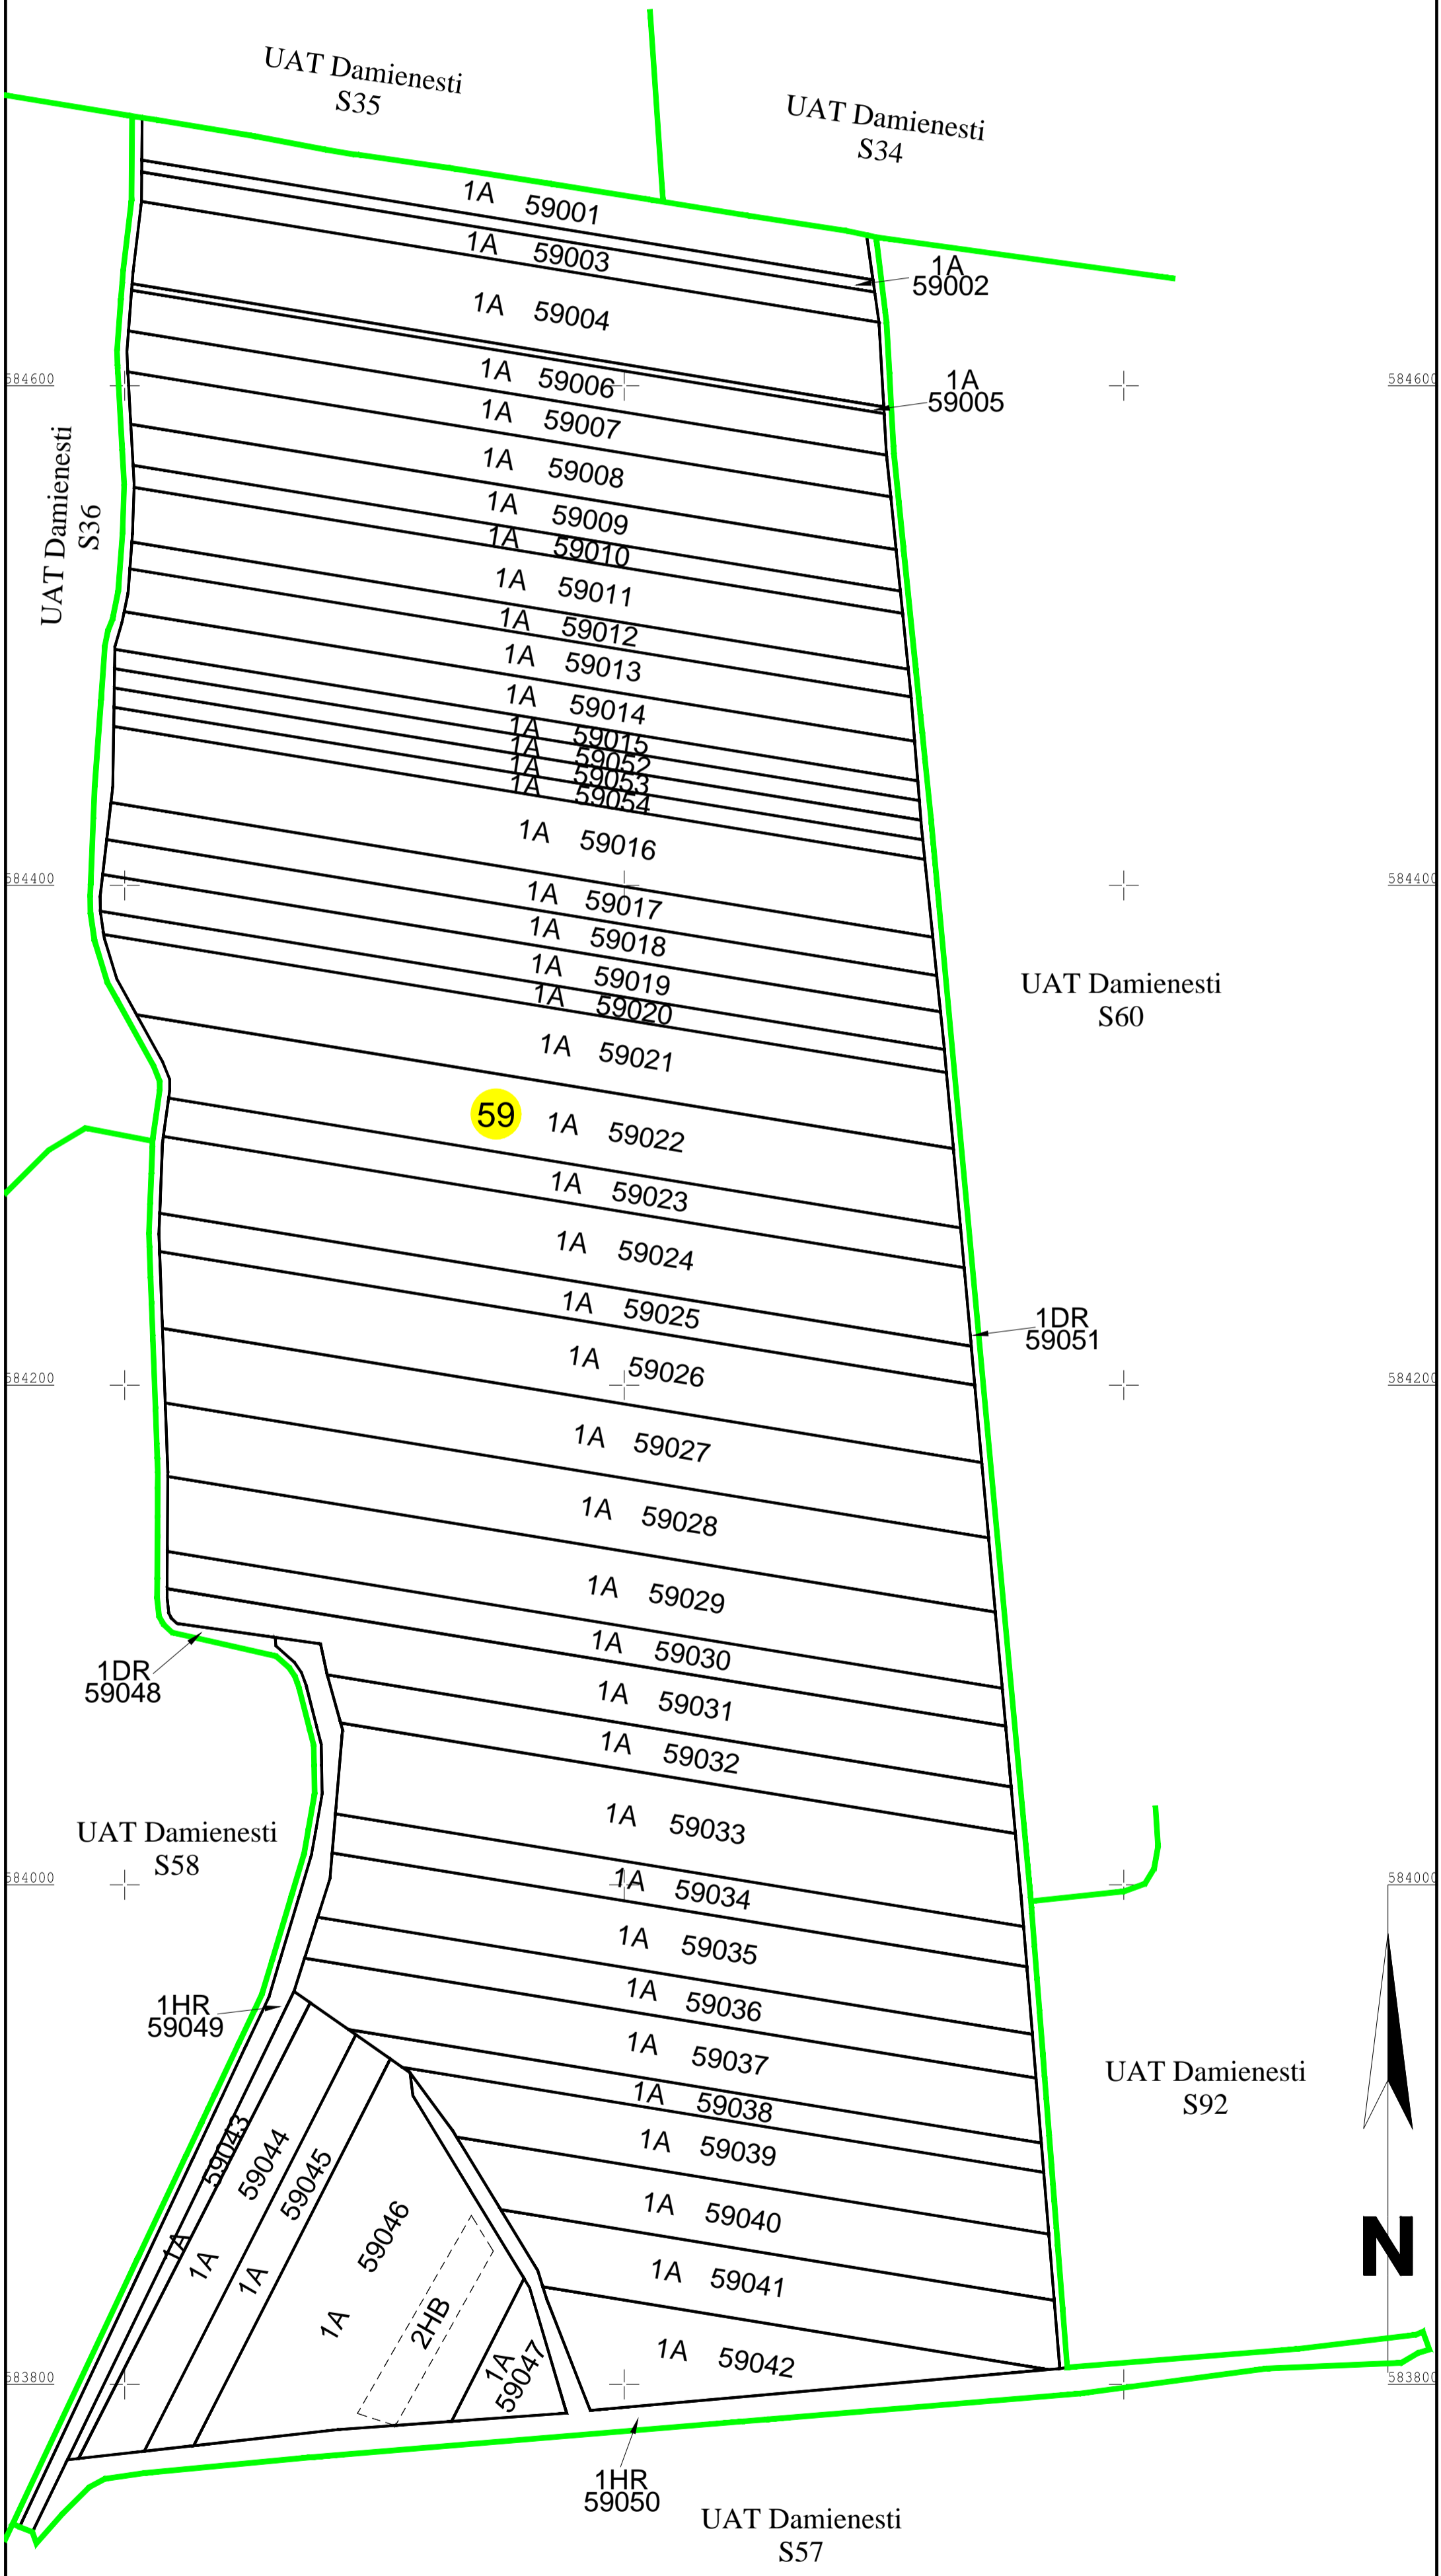 UAT Damienesti
S35
UAT Damienesti
S34
1A 59001
1A
59002
1A 59003
1A 59004
1A
59005
584600
584600
1A 59006
1A 59007
UAT Damienesti
S36
1A 59008
1A 59009
1A 59010
1A 59011
1A 59012
1A 59013
1A 59014
1A 59015
1A 59052
1A 59053
1A 59054
1A 59016
584400
584400
1A 59017
1A 59018
1A 59019
1A 59020
UAT Damienesti
S60
1A 59021
59
1A 59022
1A 59023
1A 59024
1A 59025
1DR
59051
1A 59026
584200
584200
1A 59027
1A 59028
1A 59029
1A 59030
1DR
59048
1A 59031
1A 59032
1A 59033
UAT Damienesti
S58
584000
584000
1A 59034
1A 59035
1A 59036
1HR
59049
1A 59037
UAT Damienesti
S92
1A 59038
1A 59039
1A 59043
1A 59044
1A 59045
1A 59046
1A 59040
N
1A 59041
2HB
1A
59047
1A 59042
583800
583800
1HR
59050
UAT Damienesti
S57